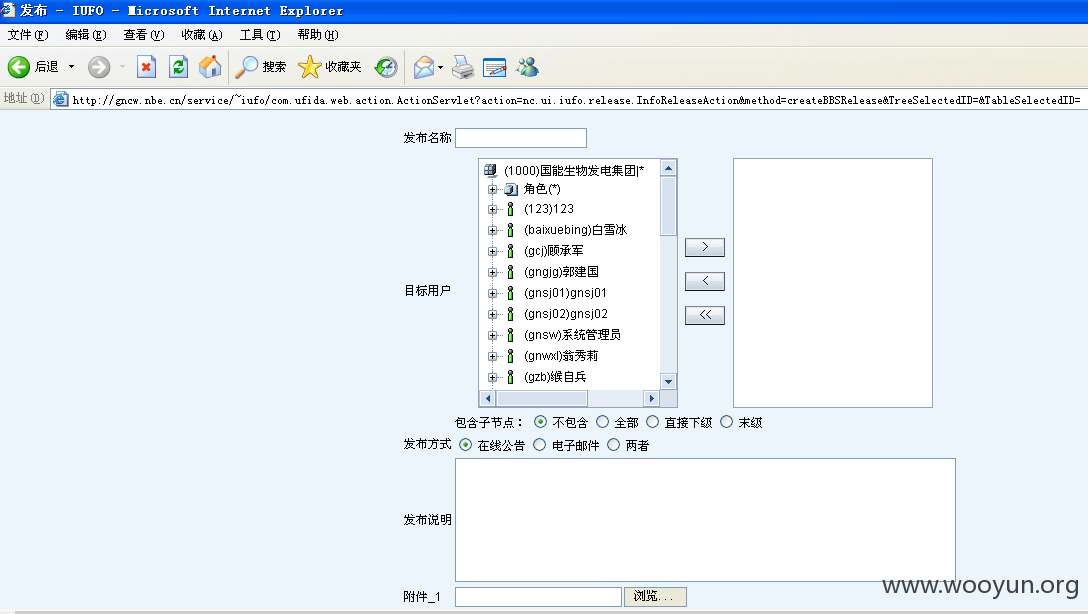 发布 - IUFO - Microsoft Internet Explorer
文件(F) 编辑(E) 查看(V) 收藏(A) 工具(T) 帮助(H)
后退 搜索 收藏夹
地址(D) http://gncw.nbe.cn/service/~iufo/com.ufida.web.action.ActionServlet?action=nc.ui.iufo.release.InfoReleaseAction&method=createBBSRelease&TreeSelectedID=&TableSelectedID=
发布名称
目标用户
(1000)国能生物发电集团|*
角色(*)
(123)123
(baixuebing)白雪冰
(gcj)顾承军
(gngjg)郭建国
(gnsj01)gnsj01
(gnsj02)gnsj02
(gnsw)系统管理员
(gnwxl)翁秀莉
(gzb)缑自兵
>
<
<<
包含子节点： 不包含 全部 直接下级 末级
发布方式 在线公告 电子邮件 两者
发布说明
附件_1 浏览...
www.wooyun.org